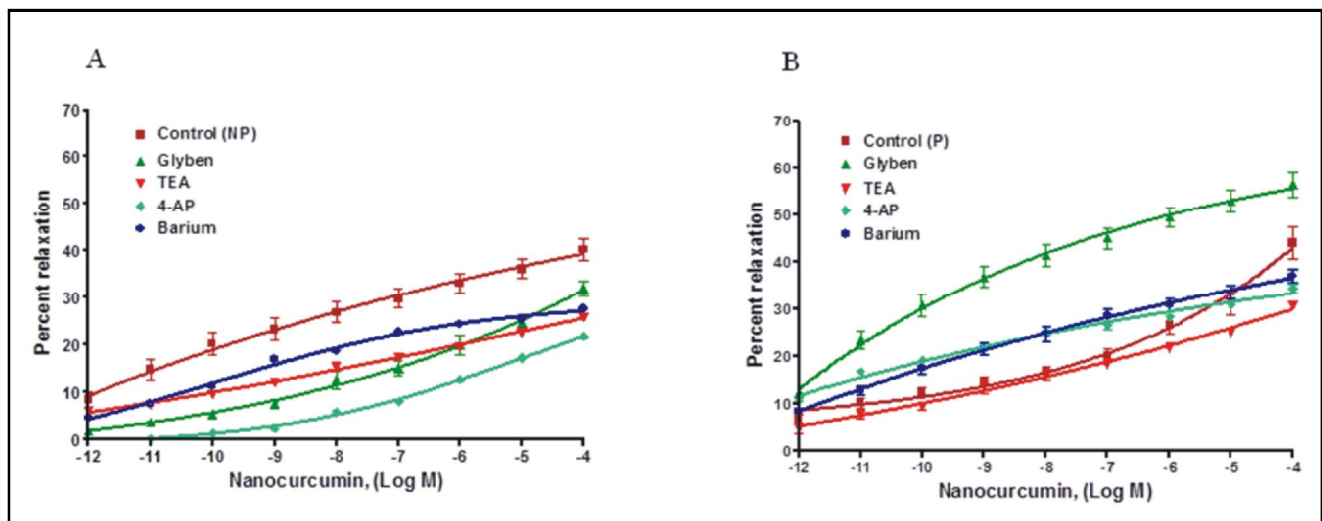 A
Percent relaxation
70
60
50
40
30
20
10
0
Control (NP)
Glyben
TEA
4-AP
Barium
-12 -11 -10 -9 -8 -7 -6 -5 -4
Nanocurcumin, (Log M)
B
Percent relaxation
70
60
50
40
30
20
10
0
Control (P)
Glyben
TEA
4-AP
Barium
-12 -11 -10 -9 -8 -7 -6 -5 -4
Nanocurcumin, (Log M)